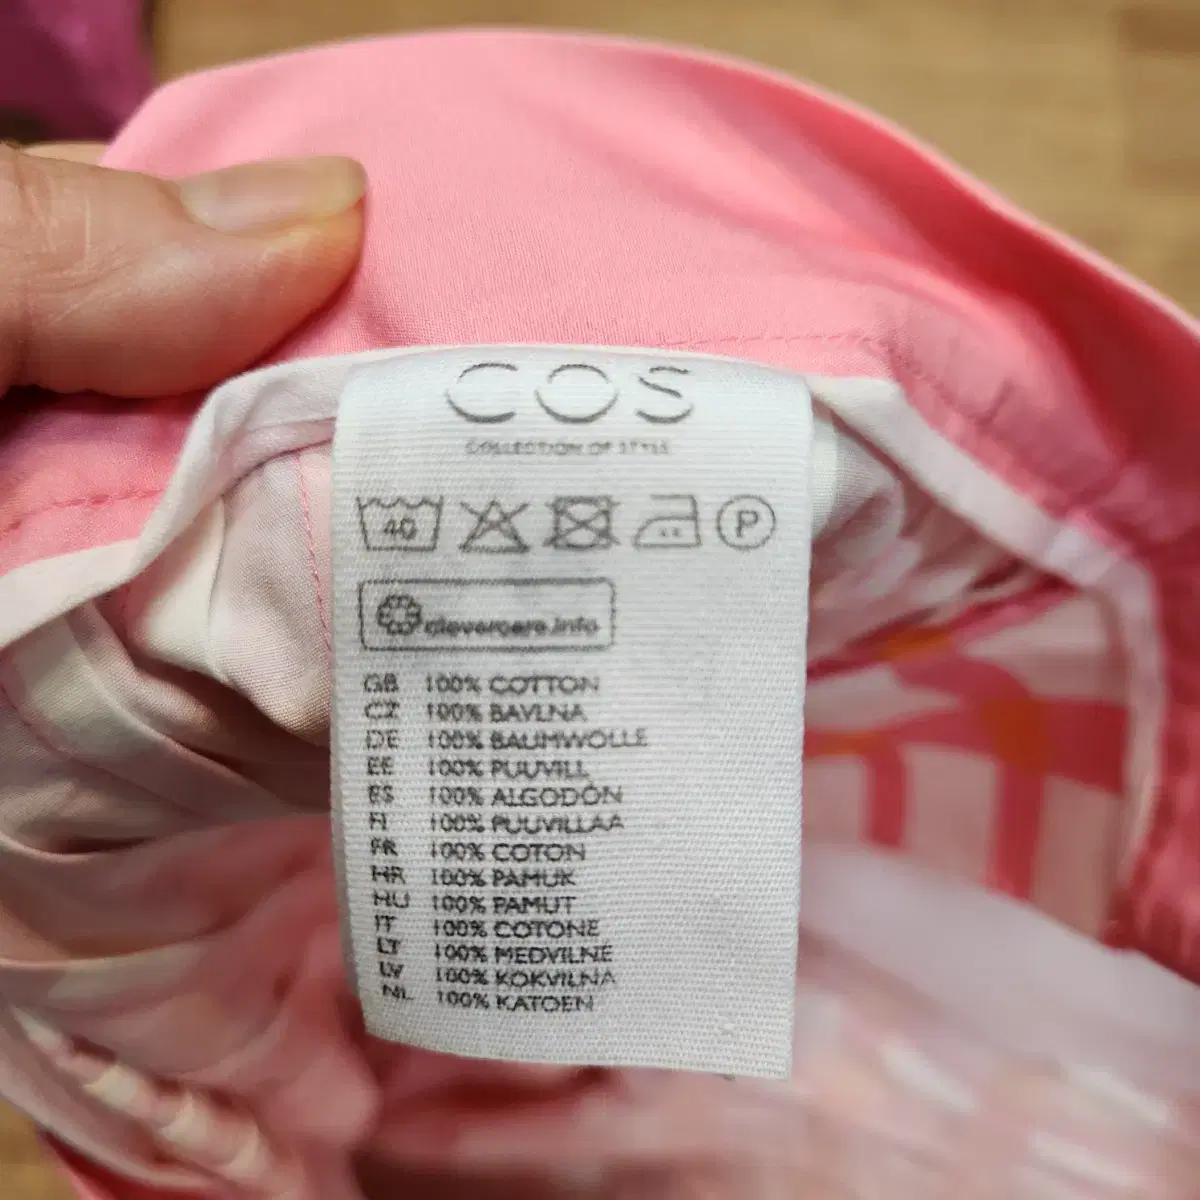 COS
COLLECTION OF STYLE
40 P
clevercare.info
GB 100% COTTON
CZ 100% BAVLNA
DE 100% BAUMWOLLE
EE 100% PUUVILL
ES 100% ALGODÓN
FI 100% PUUVILLAA
FR 100% COTON
HR 100% PAMUK
HU 100% PAMUT
IT 100% COTONE
LT 100% MEDVILNĖ
LV 100% KOKVILNA
NL 100% KATOEN